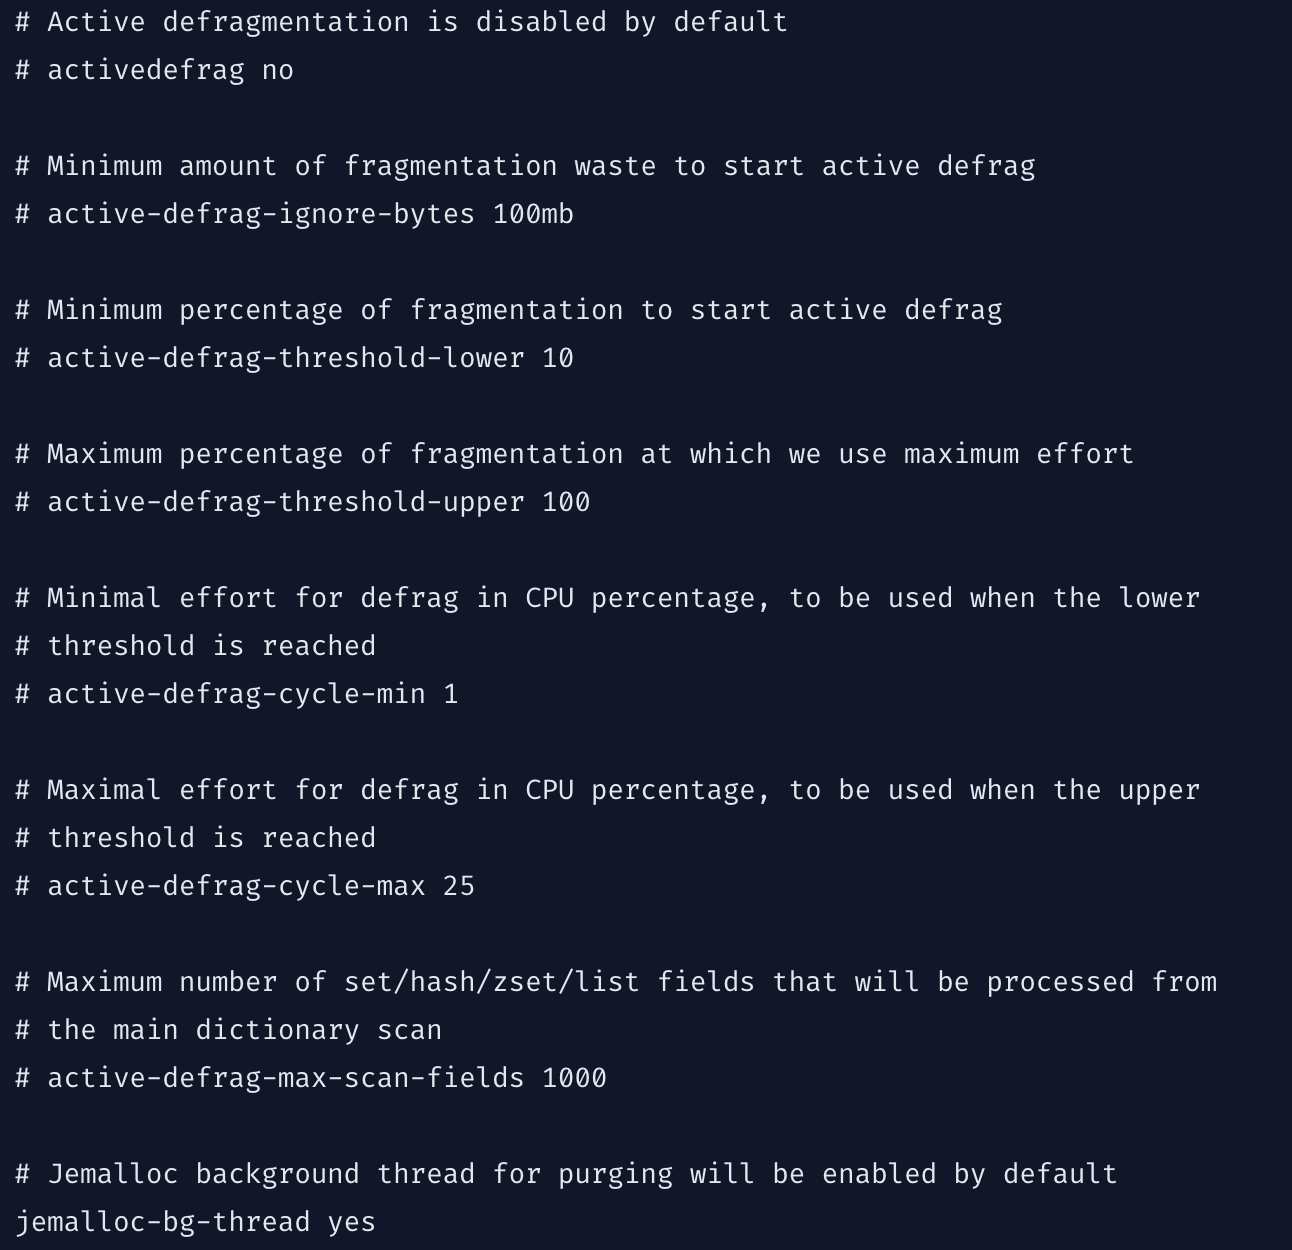 # Active defragmentation is disabled by default
# activedefrag no

# Minimum amount of fragmentation waste to start active defrag
# active-defrag-ignore-bytes 100mb

# Minimum percentage of fragmentation to start active defrag
# active-defrag-threshold-lower 10

# Maximum percentage of fragmentation at which we use maximum effort
# active-defrag-threshold-upper 100

# Minimal effort for defrag in CPU percentage, to be used when the lower
# threshold is reached
# active-defrag-cycle-min 1

# Maximal effort for defrag in CPU percentage, to be used when the upper
# threshold is reached
# active-defrag-cycle-max 25

# Maximum number of set/hash/zset/list fields that will be processed from
# the main dictionary scan
# active-defrag-max-scan-fields 1000

# Jemalloc background thread for purging will be enabled by default
jemalloc-bg-thread yes